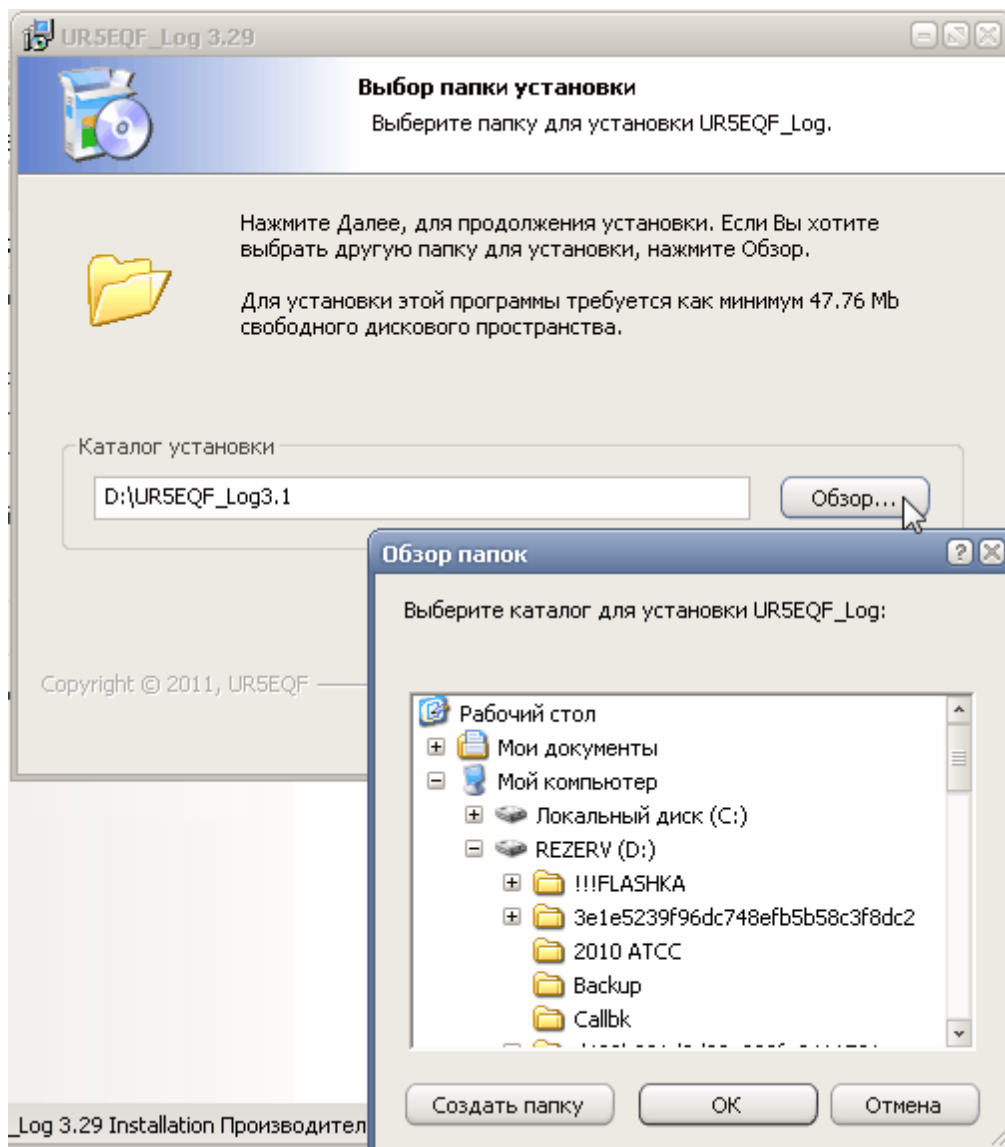 UR5EQF_Log 3.29
Выбор папки установки
Выберите папку для установки UR5EQF_Log.
Нажмите Далее, для продолжения установки. Если Вы хотите
выбрать другую папку для установки, нажмите Обзор.
Для установки этой программы требуется как минимум 47.76 Mb
свободного дискового пространства.
Каталог установки
D:\UR5EQF_Log3.1
Обзор...
Обзор папок
Выберите каталог для установки UR5EQF_Log:
Copyright © 2011, UR5EQF
Рабочий стол
Мои документы
Мой компьютер
Локальный диск (C:)
REZERV (D:)
!!!FLASHKA
3e1e5239f96dc748efb5b58c3f8dc2
2010 ATCC
Backup
Callbk
Создать папку
OK
Отмена
_Log 3.29 Installation Производител